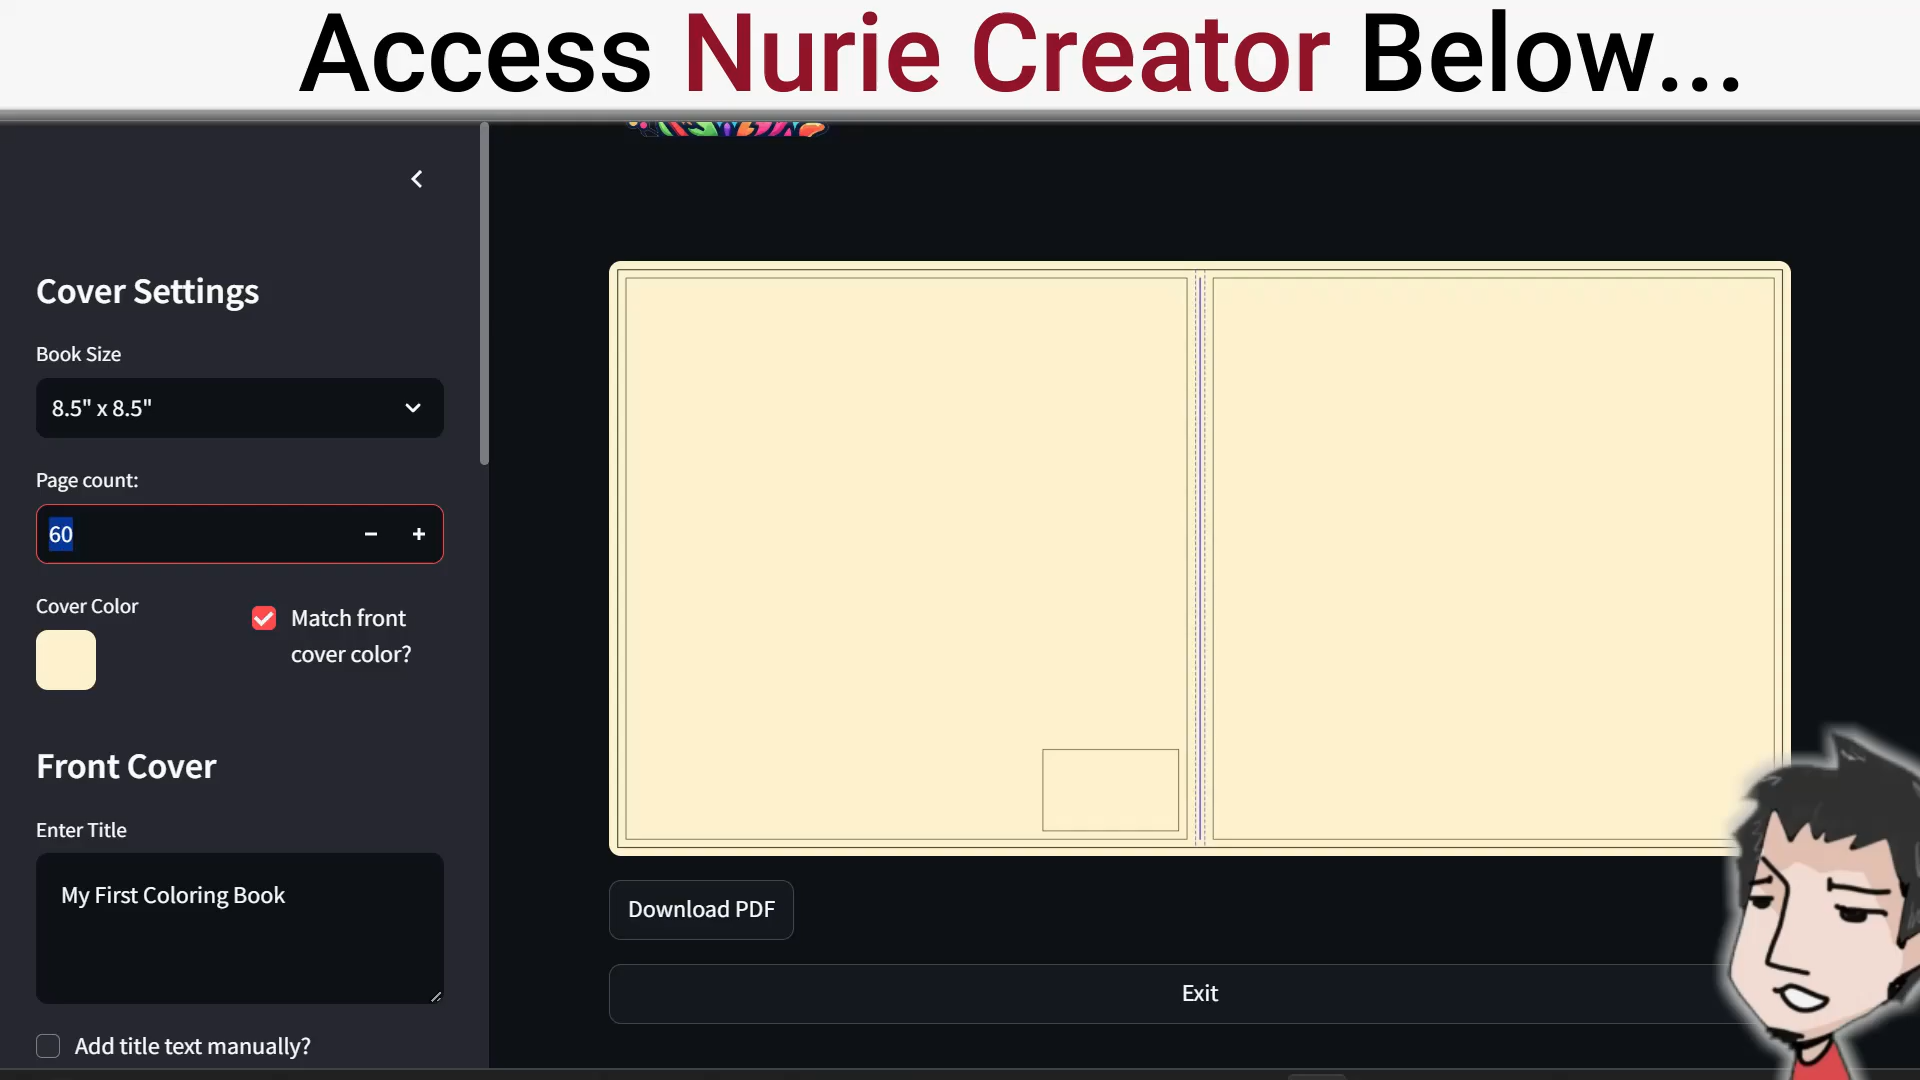 Access Nurie Creator Below...
Cover Settings
Book Size
8.5" x 8.5"
Page count:
60
Cover Color
Match front
cover color?
Front Cover
Enter Title
My First Coloring Book
Add title text manually?
Download PDF
Exit